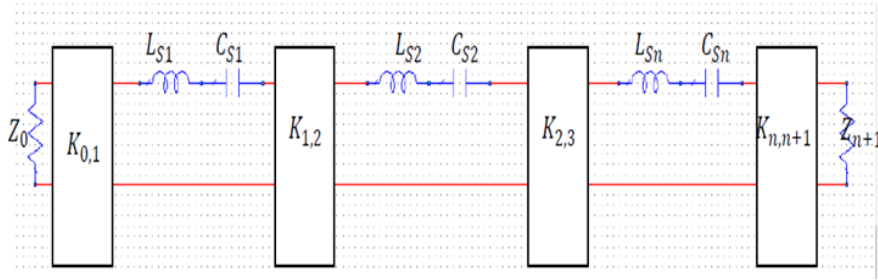 L_{S1} C_{S1} L_{S2} C_{S2} L_{Sn} C_{Sn}
Z_0 K_{0,1} K_{1,2} K_{2,3} K_{n,n+1} Z_{n+1}